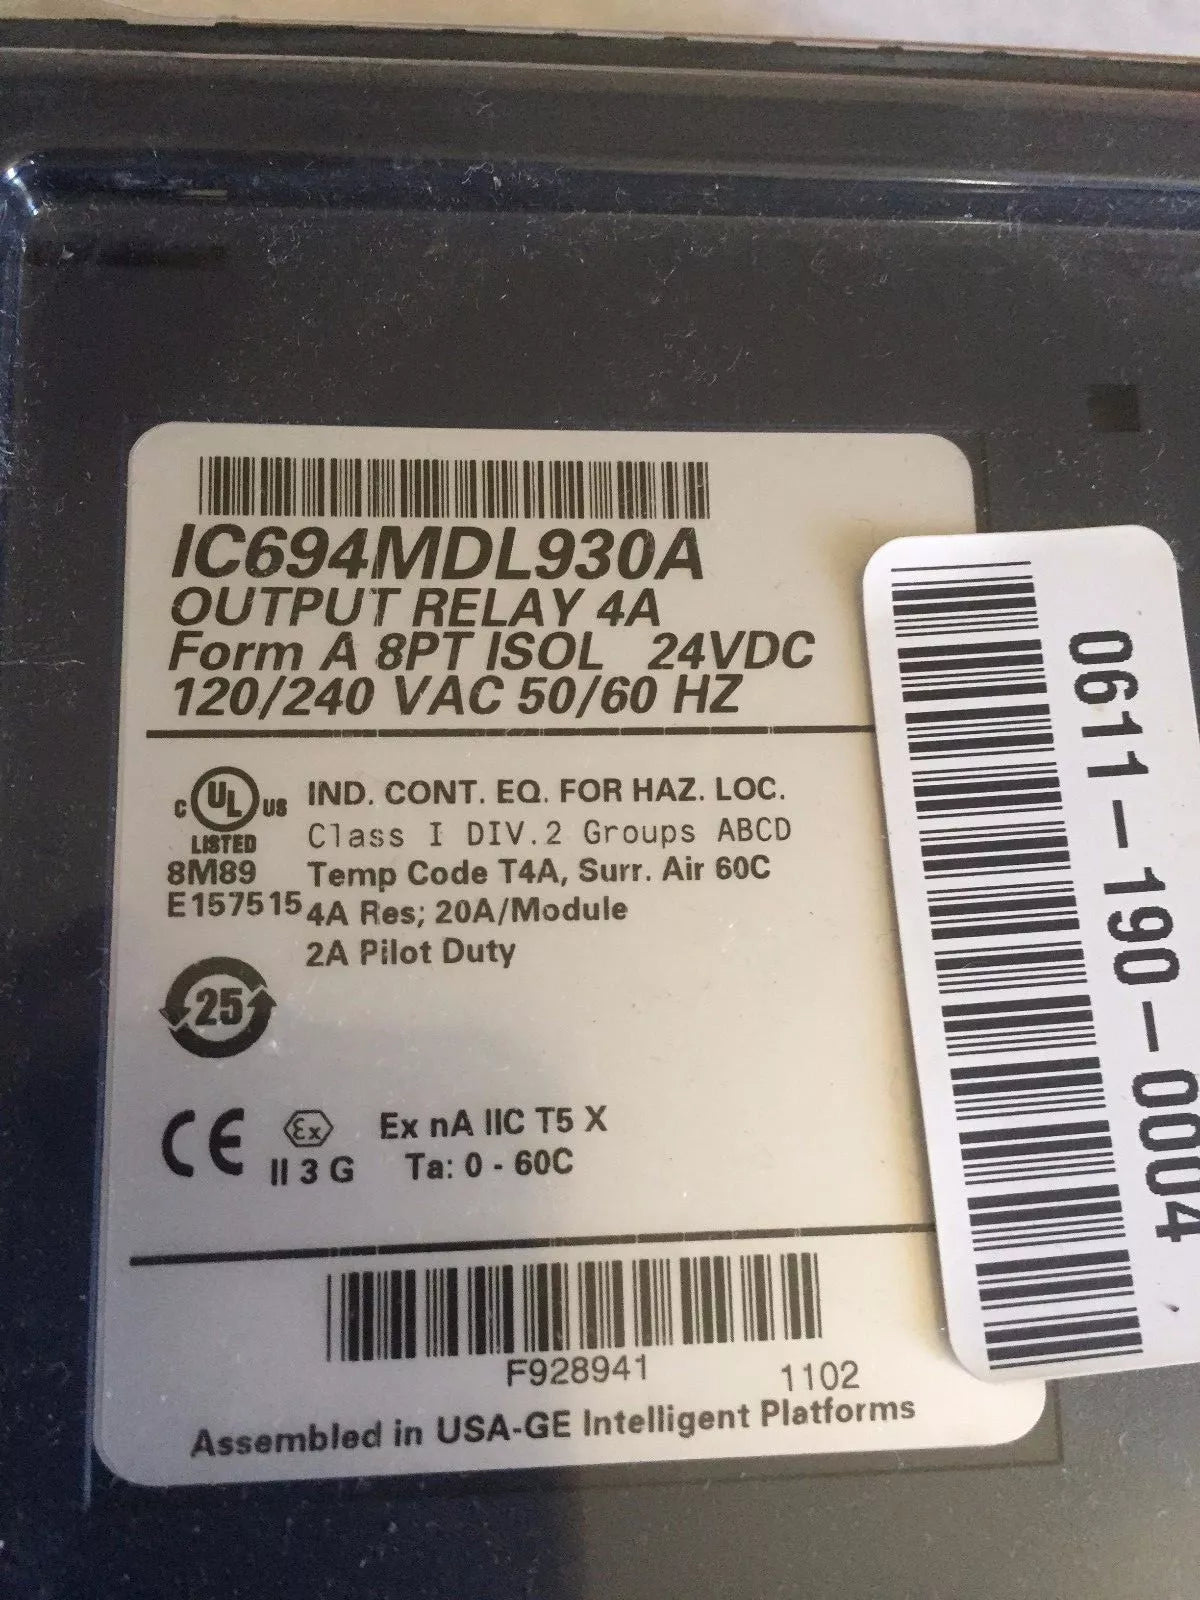 IC694MDL930A
OUTPUT RELAY 4A
Form A 8PT ISOL 24VDC
120/240 VAC 50/60 HZ
C UL US
LISTED
8M89
E157515
IND. CONT. EQ. FOR HAZ. LOC.
Class I DIV.2 Groups ABCD
Temp Code T4A, Surr. Air 60C
4A Res; 20A/Module
2A Pilot Duty
25
CE
Ex
II 3 G
Ex nA IIC T5 X
Ta: 0 - 60C
F928941 1102
Assembled in USA-GE Intelligent Platforms
0611-190-0004